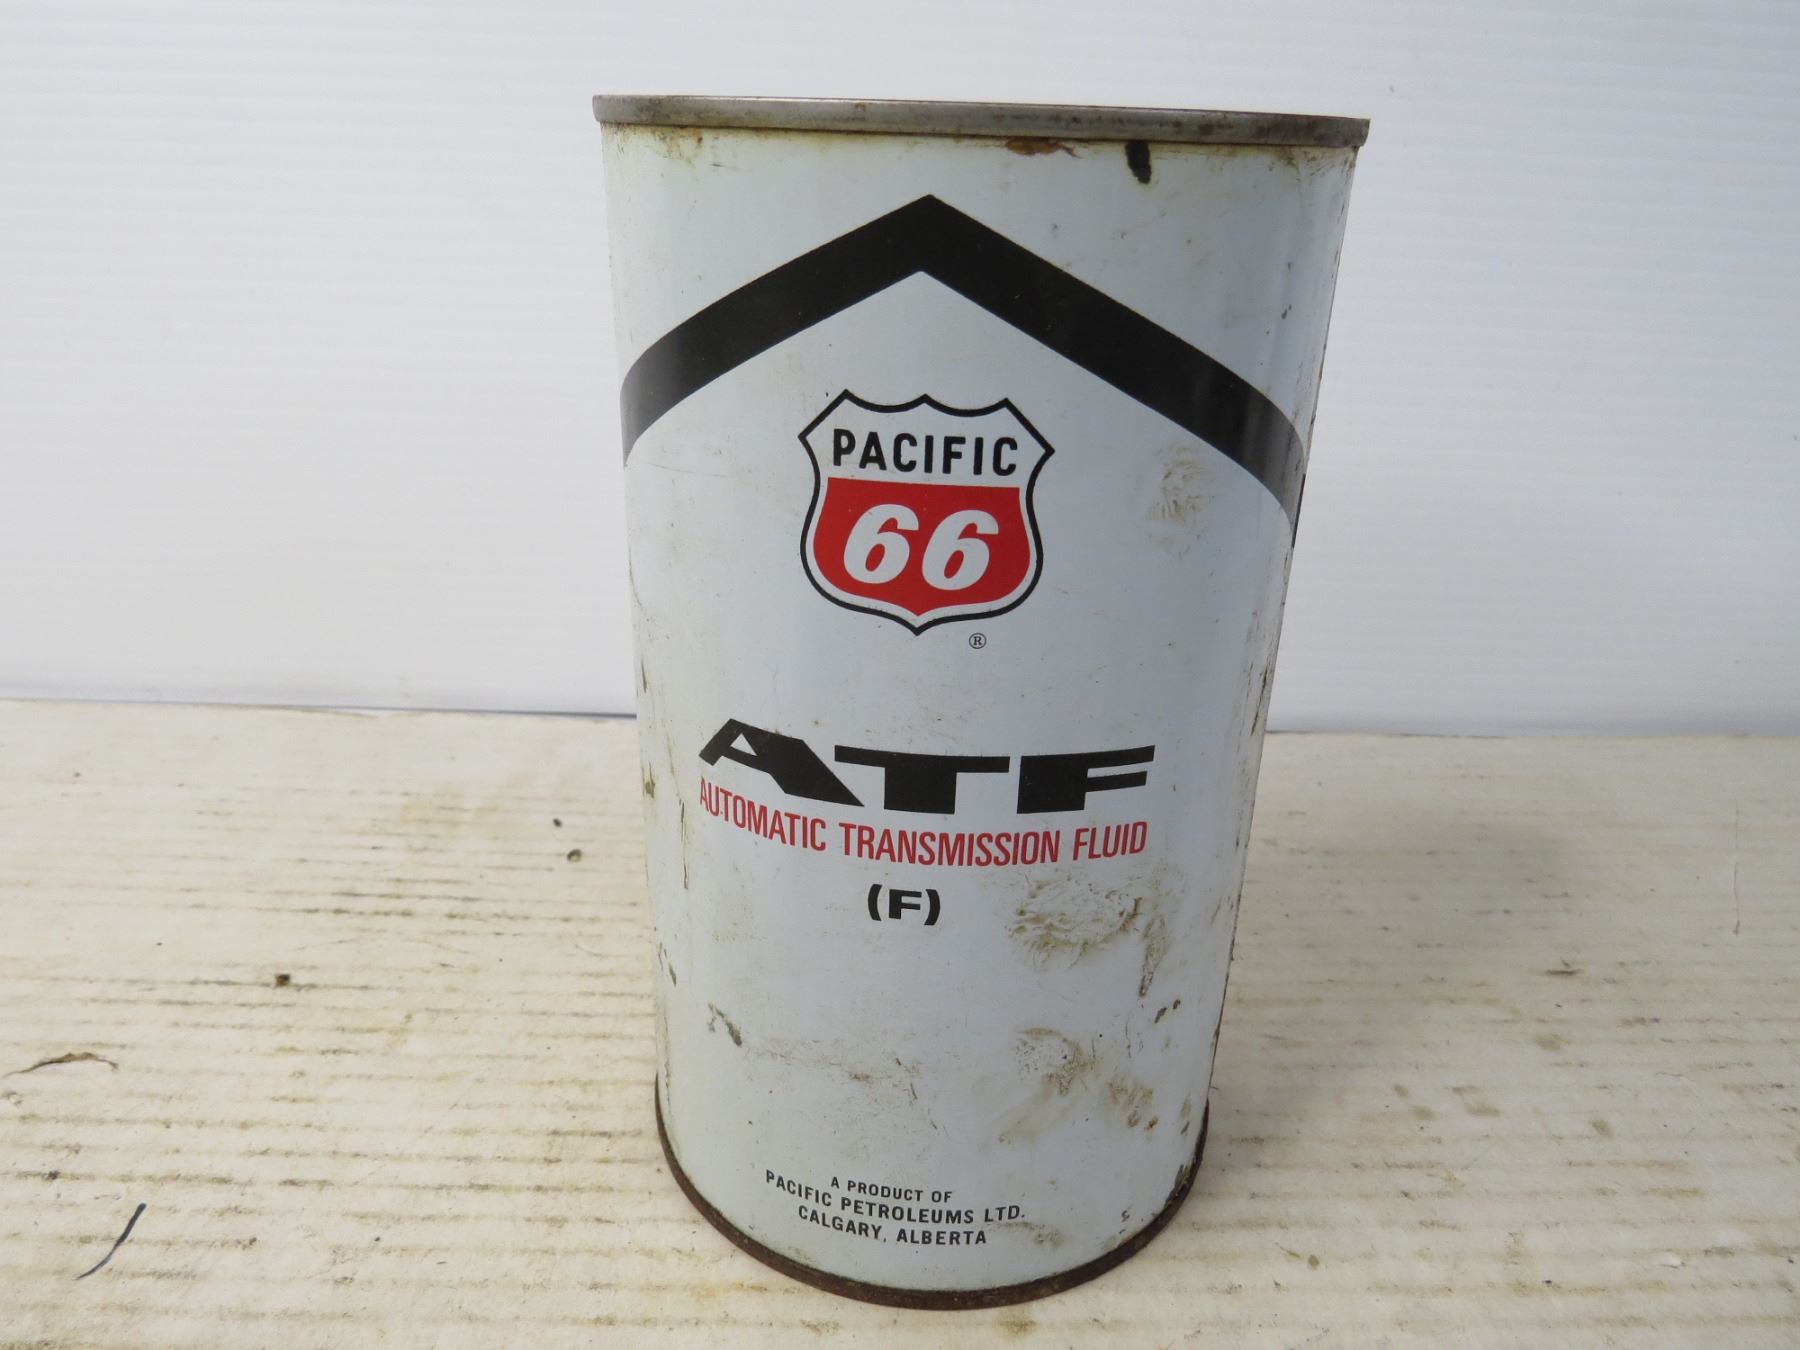 PACIFIC
66
®
ATF
AUTOMATIC TRANSMISSION FLUID
(F)
A PRODUCT OF
PACIFIC PETROLEUMS LTD.
CALGARY, ALBERTA